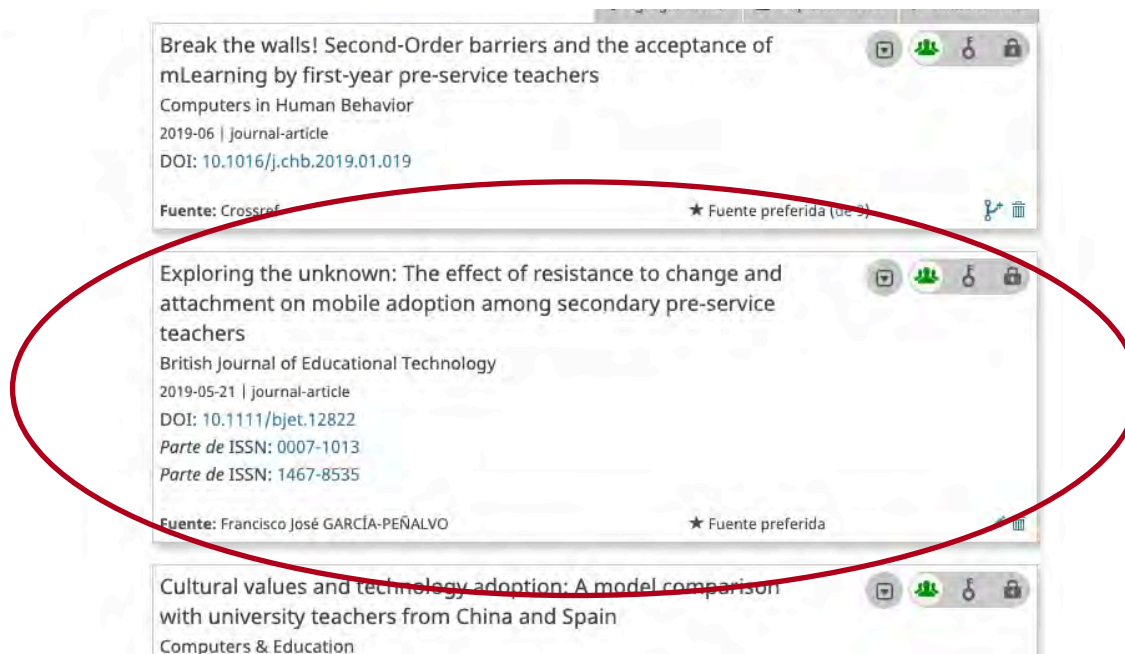 Break the walls! Second-Order barriers and the acceptance of
mLearning by first-year pre-service teachers
Computers in Human Behavior
2019-06 | journal-article
DOI: 10.1016/j.chb.2019.01.019
Fuente: Crossref
★ Fuente preferida (de 9)
Exploring the unknown: The effect of resistance to change and
attachment on mobile adoption among secondary pre-service
teachers
British Journal of Educational Technology
2019-05-21 | journal-article
DOI: 10.1111/bjet.12822
Parte de ISSN: 0007-1013
Parte de ISSN: 1467-8535
Fuente: Francisco José GARCÍA-PEÑALVO
★ Fuente preferida
Cultural values and technology adoption: A model comparison
with university teachers from China and Spain
Computers & Education